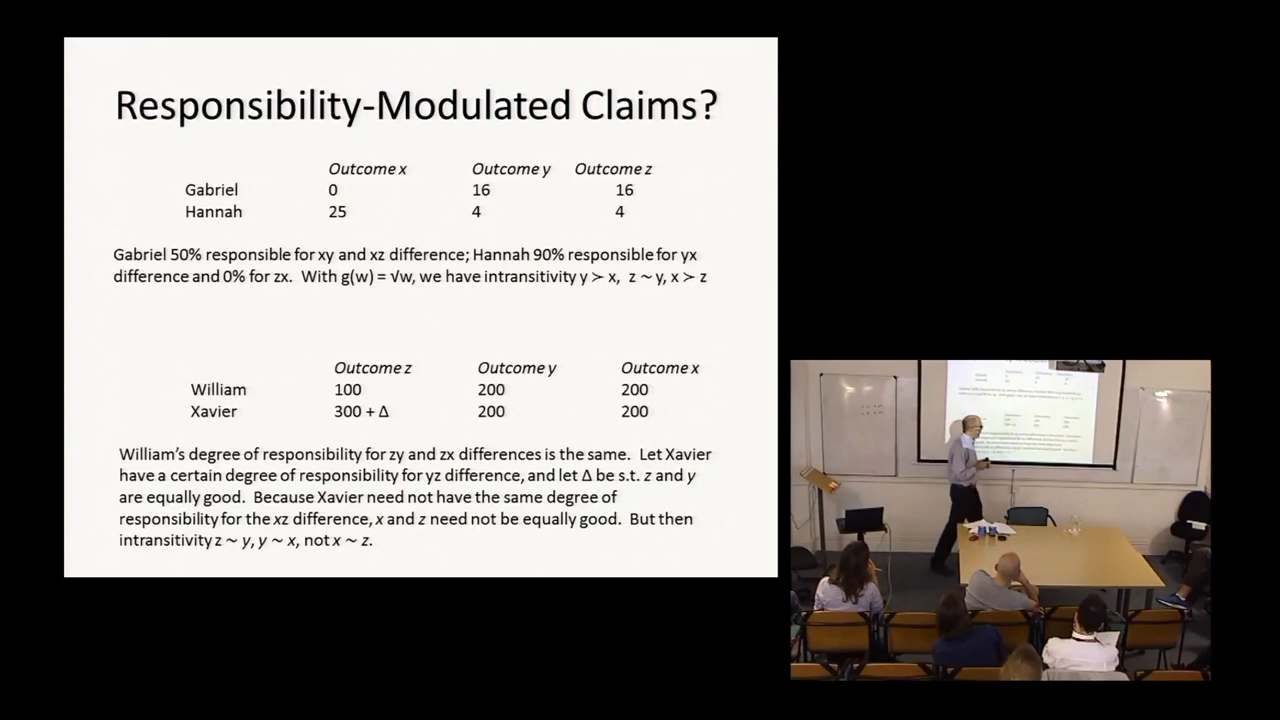 Responsibility-Modulated Claims?
Outcome x Outcome y Outcome z
Gabriel 0 16 16
Hannah 25 4 4
Gabriel 50% responsible for xy and xz difference; Hannah 90% responsible for yx
difference and 0% for zx. With g(w) = √w, we have intransitivity y ≻ x, z ~ y, x ≻ z
Outcome z Outcome y Outcome x
William 100 200 200
Xavier 300 + Δ 200 200
William's degree of responsibility for zy and zx differences is the same. Let Xavier
have a certain degree of responsibility for yz difference, and let Δ be s.t. z and y
are equally good. Because Xavier need not have the same degree of
responsibility for the xz difference, x and z need not be equally good. But then
intransitivity z ~ y, y ~ x, not x ~ z.